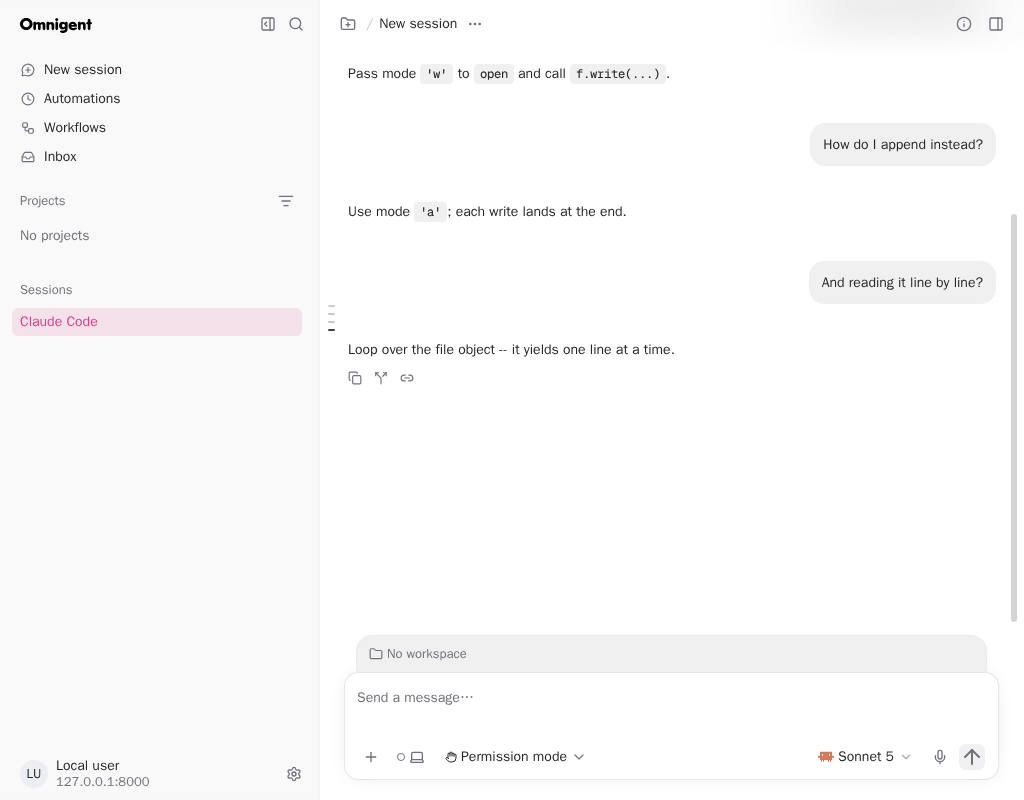 Omnigent
New session
Automations
Workflows
Inbox
Projects
No projects
Sessions
Claude Code
LU
Local user
127.0.0.1:8000
/ New session ···
Pass mode 'w' to open and call f.write(...).
How do I append instead?
Use mode 'a'; each write lands at the end.
And reading it line by line?
Loop over the file object -- it yields one line at a time.
No workspace
Send a message···
Permission mode
Sonnet 5